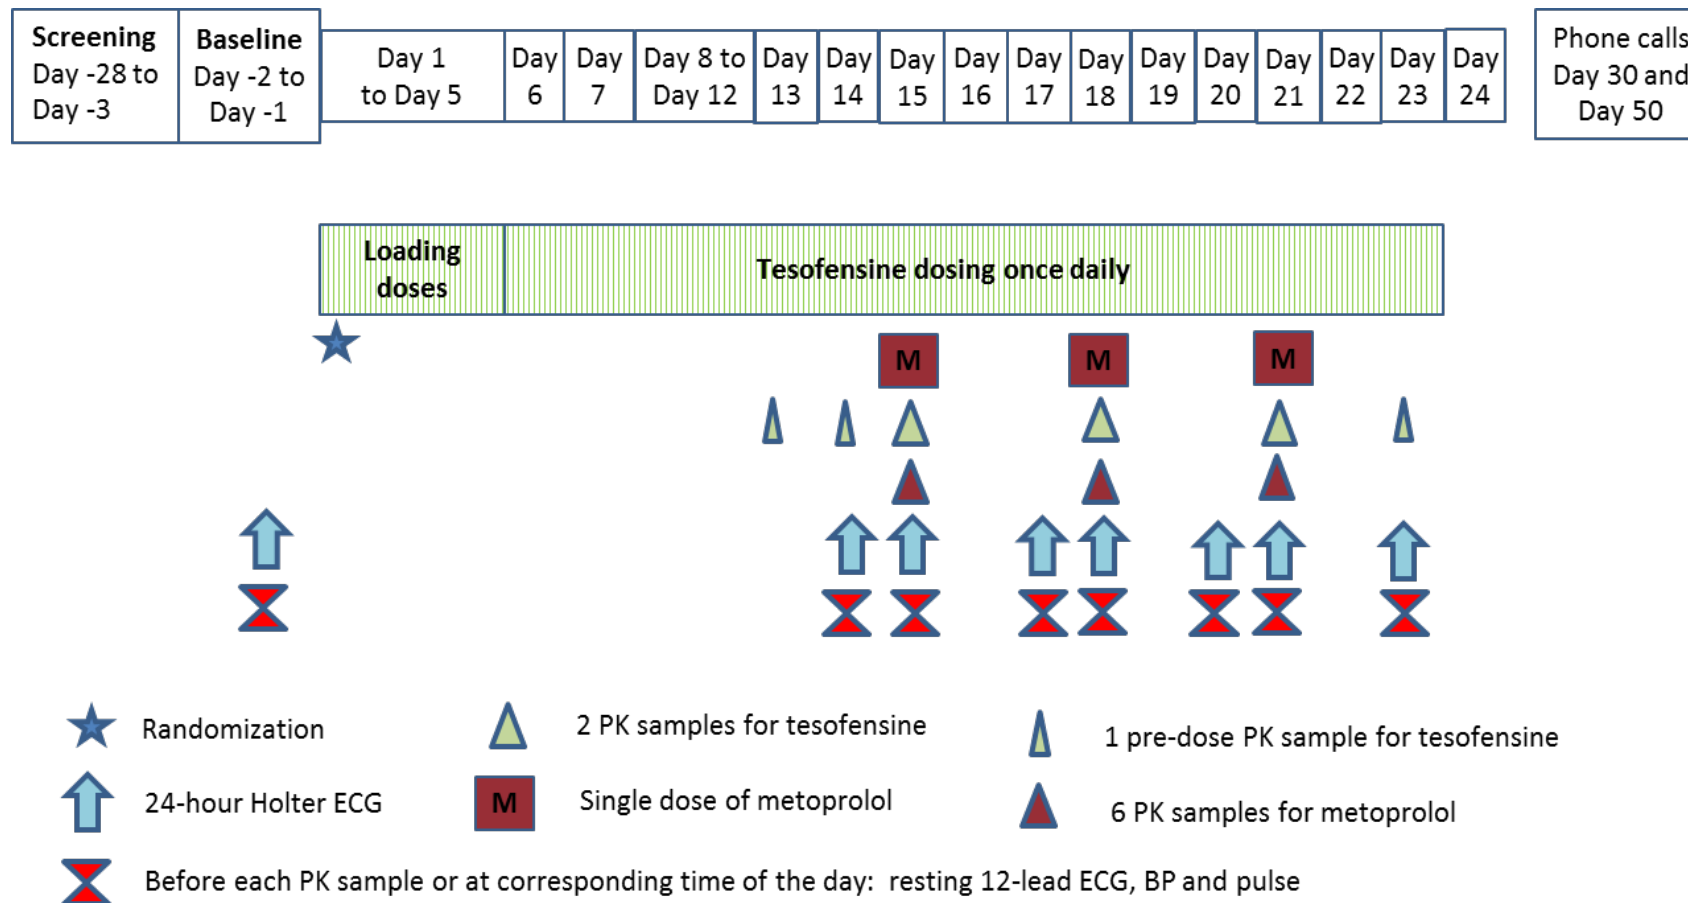 Screening
Day -28 to
Day -3
Baseline
Day -2 to
Day -1
Day 1
to Day 5
Day
6
Day
7
Day 8 to
Day 12
Day
13
Day
14
Day
15
Day
16
Day
17
Day
18
Day
19
Day
20
Day
21
Day
22
Day
23
Day
24
Phone calls
Day 30 and
Day 50
Loading
doses
Tesofensine dosing once daily
M
M
M
Randomization
2 PK samples for tesofensine
1 pre-dose PK sample for tesofensine
24-hour Holter ECG
M
Single dose of metoprolol
6 PK samples for metoprolol
Before each PK sample or at corresponding time of the day: resting 12-lead ECG, BP and pulse